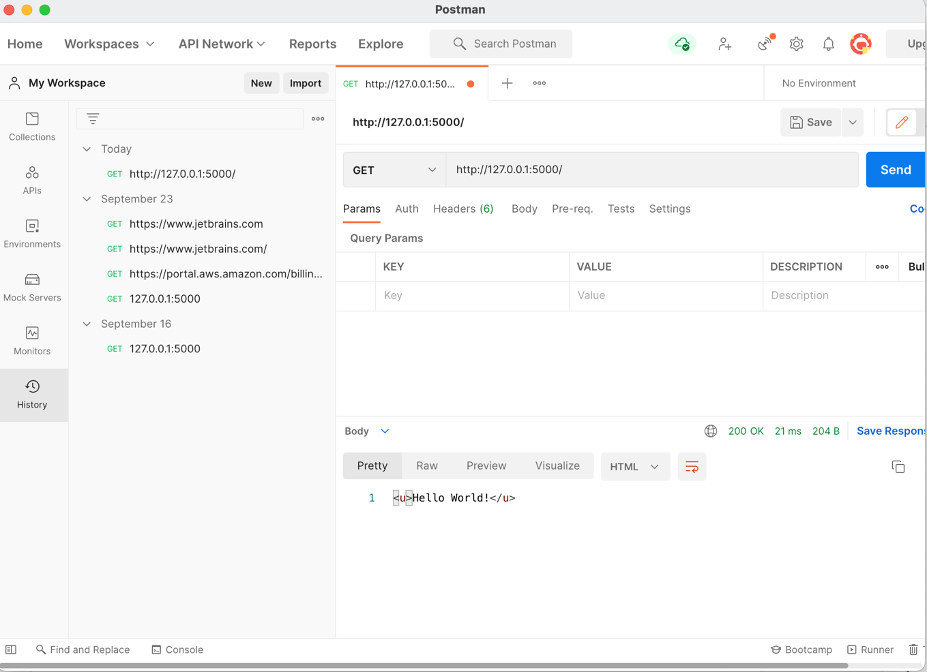 Postman
Home Workspaces API Network Reports Explore Search Postman Upg
My Workspace New Import
GET http://127.0.0.1:50... No Environment
Collections
APIs
Environments
Mock Servers
Monitors
History
Today
GET http://127.0.0.1:5000/
September 23
GET https://www.jetbrains.com
GET https://www.jetbrains.com/
GET https://portal.aws.amazon.com/billin...
GET 127.0.0.1:5000
September 16
GET 127.0.0.1:5000
http://127.0.0.1:5000/ Save
GET http://127.0.0.1:5000/ Send
Params Auth Headers (6) Body Pre-req. Tests Settings Co
Query Params
KEY VALUE DESCRIPTION Bul
Key Value Description
Body 200 OK 21 ms 204 B Save Respons
Pretty Raw Preview Visualize HTML
1 <u>Hello World!</u>
Find and Replace Console Bootcamp Runner